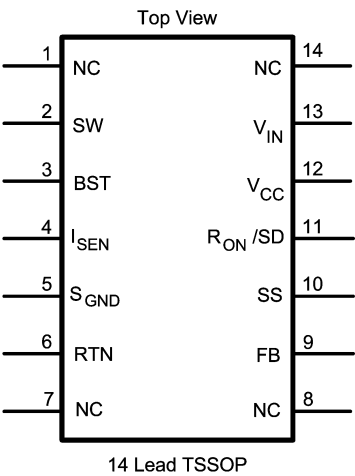 Top View
1 NC NC 14
2 SW VIN 13
3 BST VCC 12
4 ISEN RON /SD 11
5 SGND SS 10
6 RTN FB 9
7 NC NC 8
14 Lead TSSOP